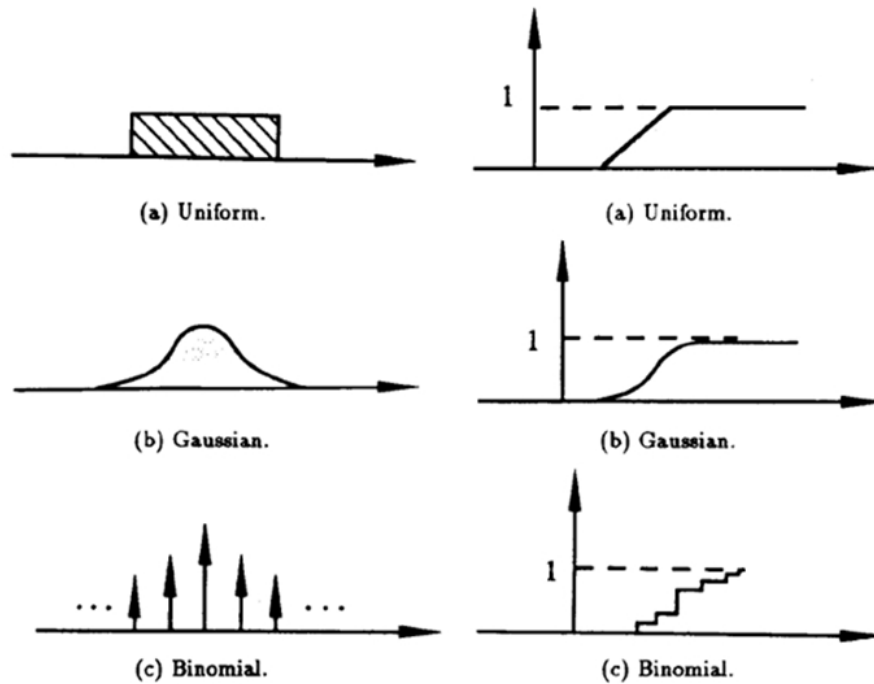 1
(a) Uniform.
(a) Uniform.
1
(b) Gaussian.
(b) Gaussian.
...
...
1
(c) Binomial.
(c) Binomial.